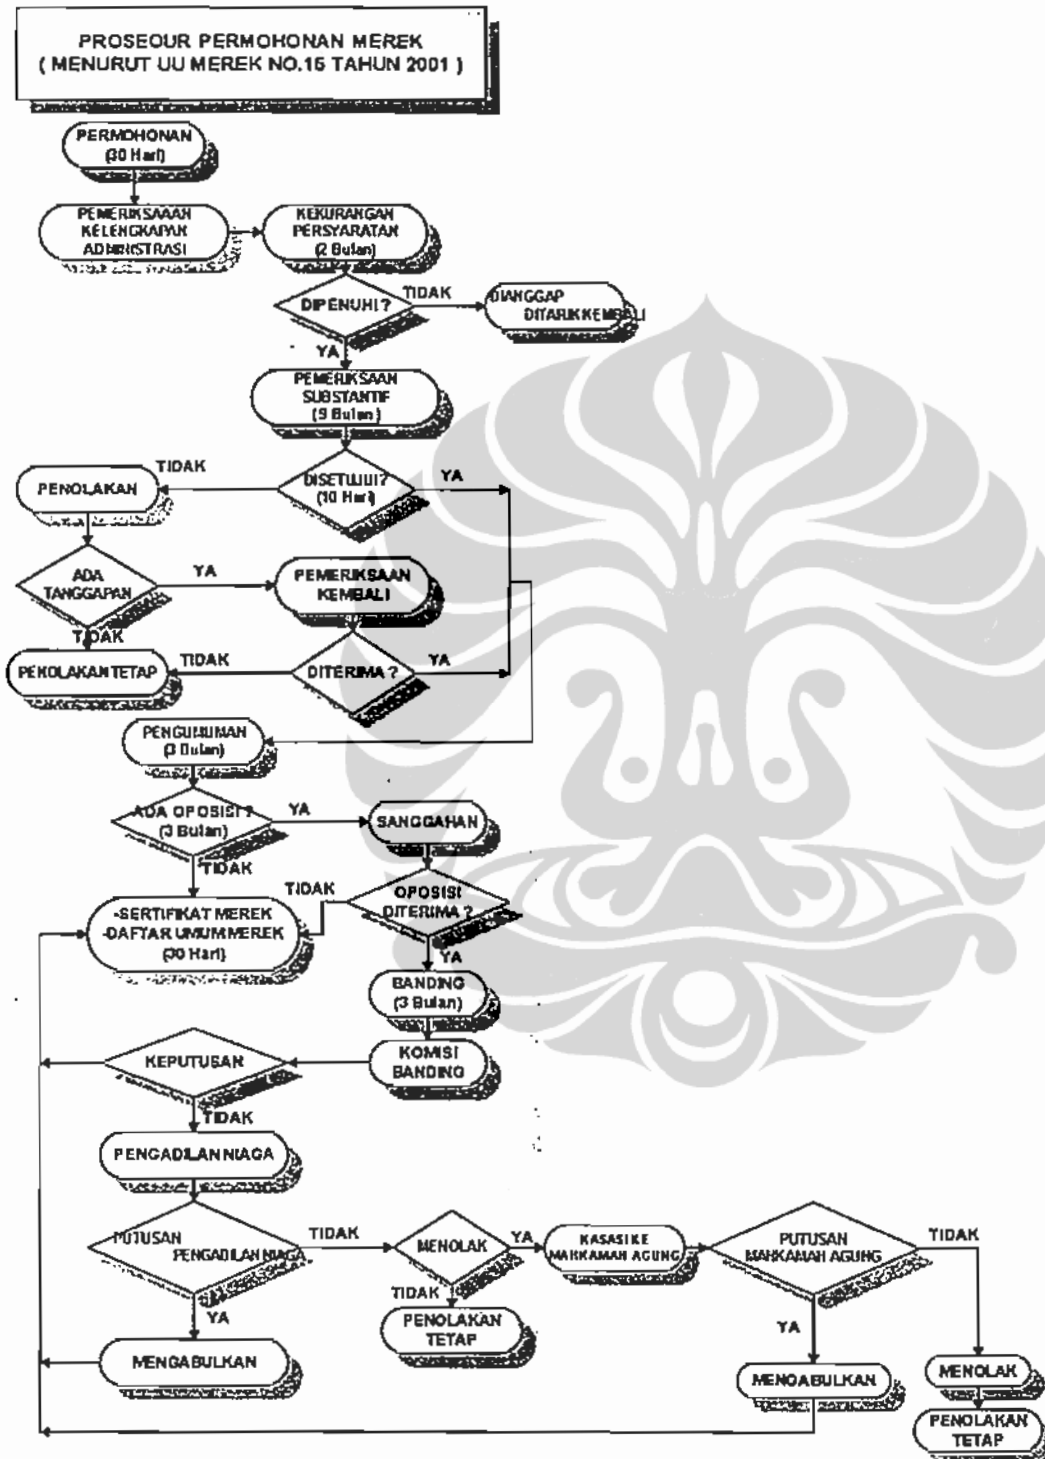 PROSEOUR PERMOHONAN MEREK
( MENURUT UU MEREK NO.15 TAHUN 2001 )
PERMOHONAN
(30 Hari)
PEMERIKSAAAN
KELENGKAPAN
ADMINISTRASI
KEKURANGAN
PERSYARATAN
(2 Bulan)
DIPENUHI ?
TIDAK
DIANGGAP
DITARIK KEMBALI
YA
PEMERIKSAAN
SUBSTANTIF
(9 Bulan)
DISETUJUI?
(10 Hari)
TIDAK
YA
PENOLAKAN
ADA
TANGGAPAN
YA
PEMERIKSAAN
KEMBALI
TIDAK
PENOLAKAN TETAP
TIDAK
DITERIMA ?
YA
PENGUMUMAN
(3 Bulan)
ADA OPOSISI ?
(3 Bulan)
YA
SANGGAHAN
TIDAK
TIDAK
OPOSISI
DITERIMA ?
-SERTIFIKAT MEREK
-DAFTAR UMUM MEREK
(30 Hari)
YA
BANDING
(3 Bulan)
KOMISI
BANDING
KEPUTUSAN
TIDAK
PENGADILAN NIAGA
PUTUSAN
PENGADILAN NIAGA
TIDAK
MENOLAK
YA
KASASI KE
MAHKAMAH AGUNG
PUTUSAN
MAHKAMAH AGUNG
TIDAK
YA
TIDAK
PENOLAKAN
TETAP
YA
MENGABULKAN
MENGABULKAN
MENOLAK
PENOLAKAN
TETAP